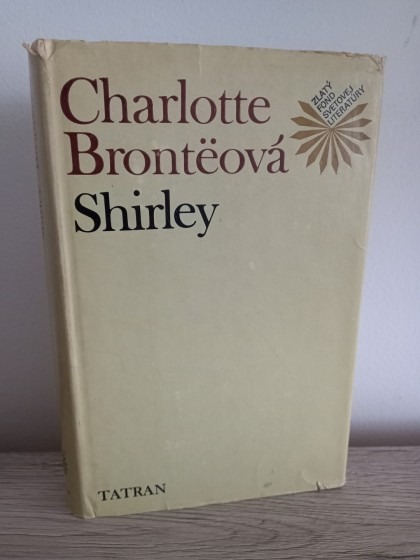 Charlotte
Brontëová
Shirley
ZLATÝ
FOND
SVETOVEJ
LITERATÚRY
TATRAN